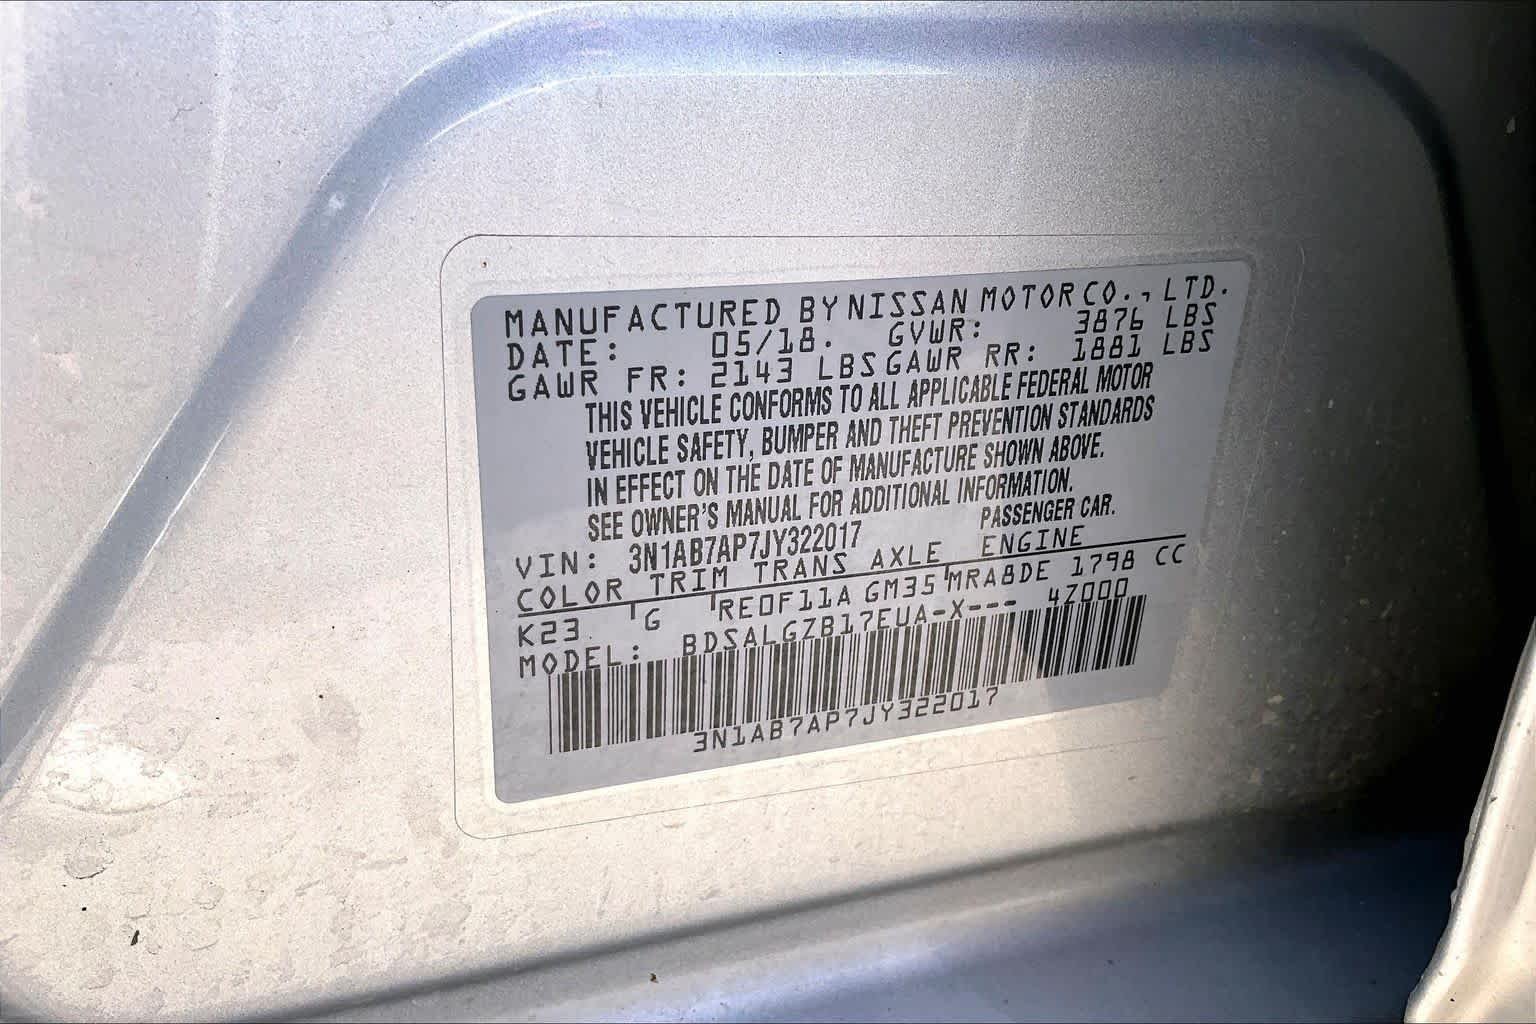 MANUFACTURED BY NISSAN MOTOR CO., LTD.
DATE: 05/18. GVWR: 3876 LBS
GAWR FR: 2143 LBS GAWR RR: 1881 LBS
THIS VEHICLE CONFORMS TO ALL APPLICABLE FEDERAL MOTOR
VEHICLE SAFETY, BUMPER AND THEFT PREVENTION STANDARDS
IN EFFECT ON THE DATE OF MANUFACTURE SHOWN ABOVE.
SEE OWNER'S MANUAL FOR ADDITIONAL INFORMATION.
VIN: 3N1AB7AP7JY322017 PASSENGER CAR.
COLOR TRIM TRANS AXLE ENGINE
K23 G RE0F11A GM35 MRA8DE 1798 CC
MODEL: BDSALGZB17EUA-X--- 4Z000
3N1AB7AP7JY322017